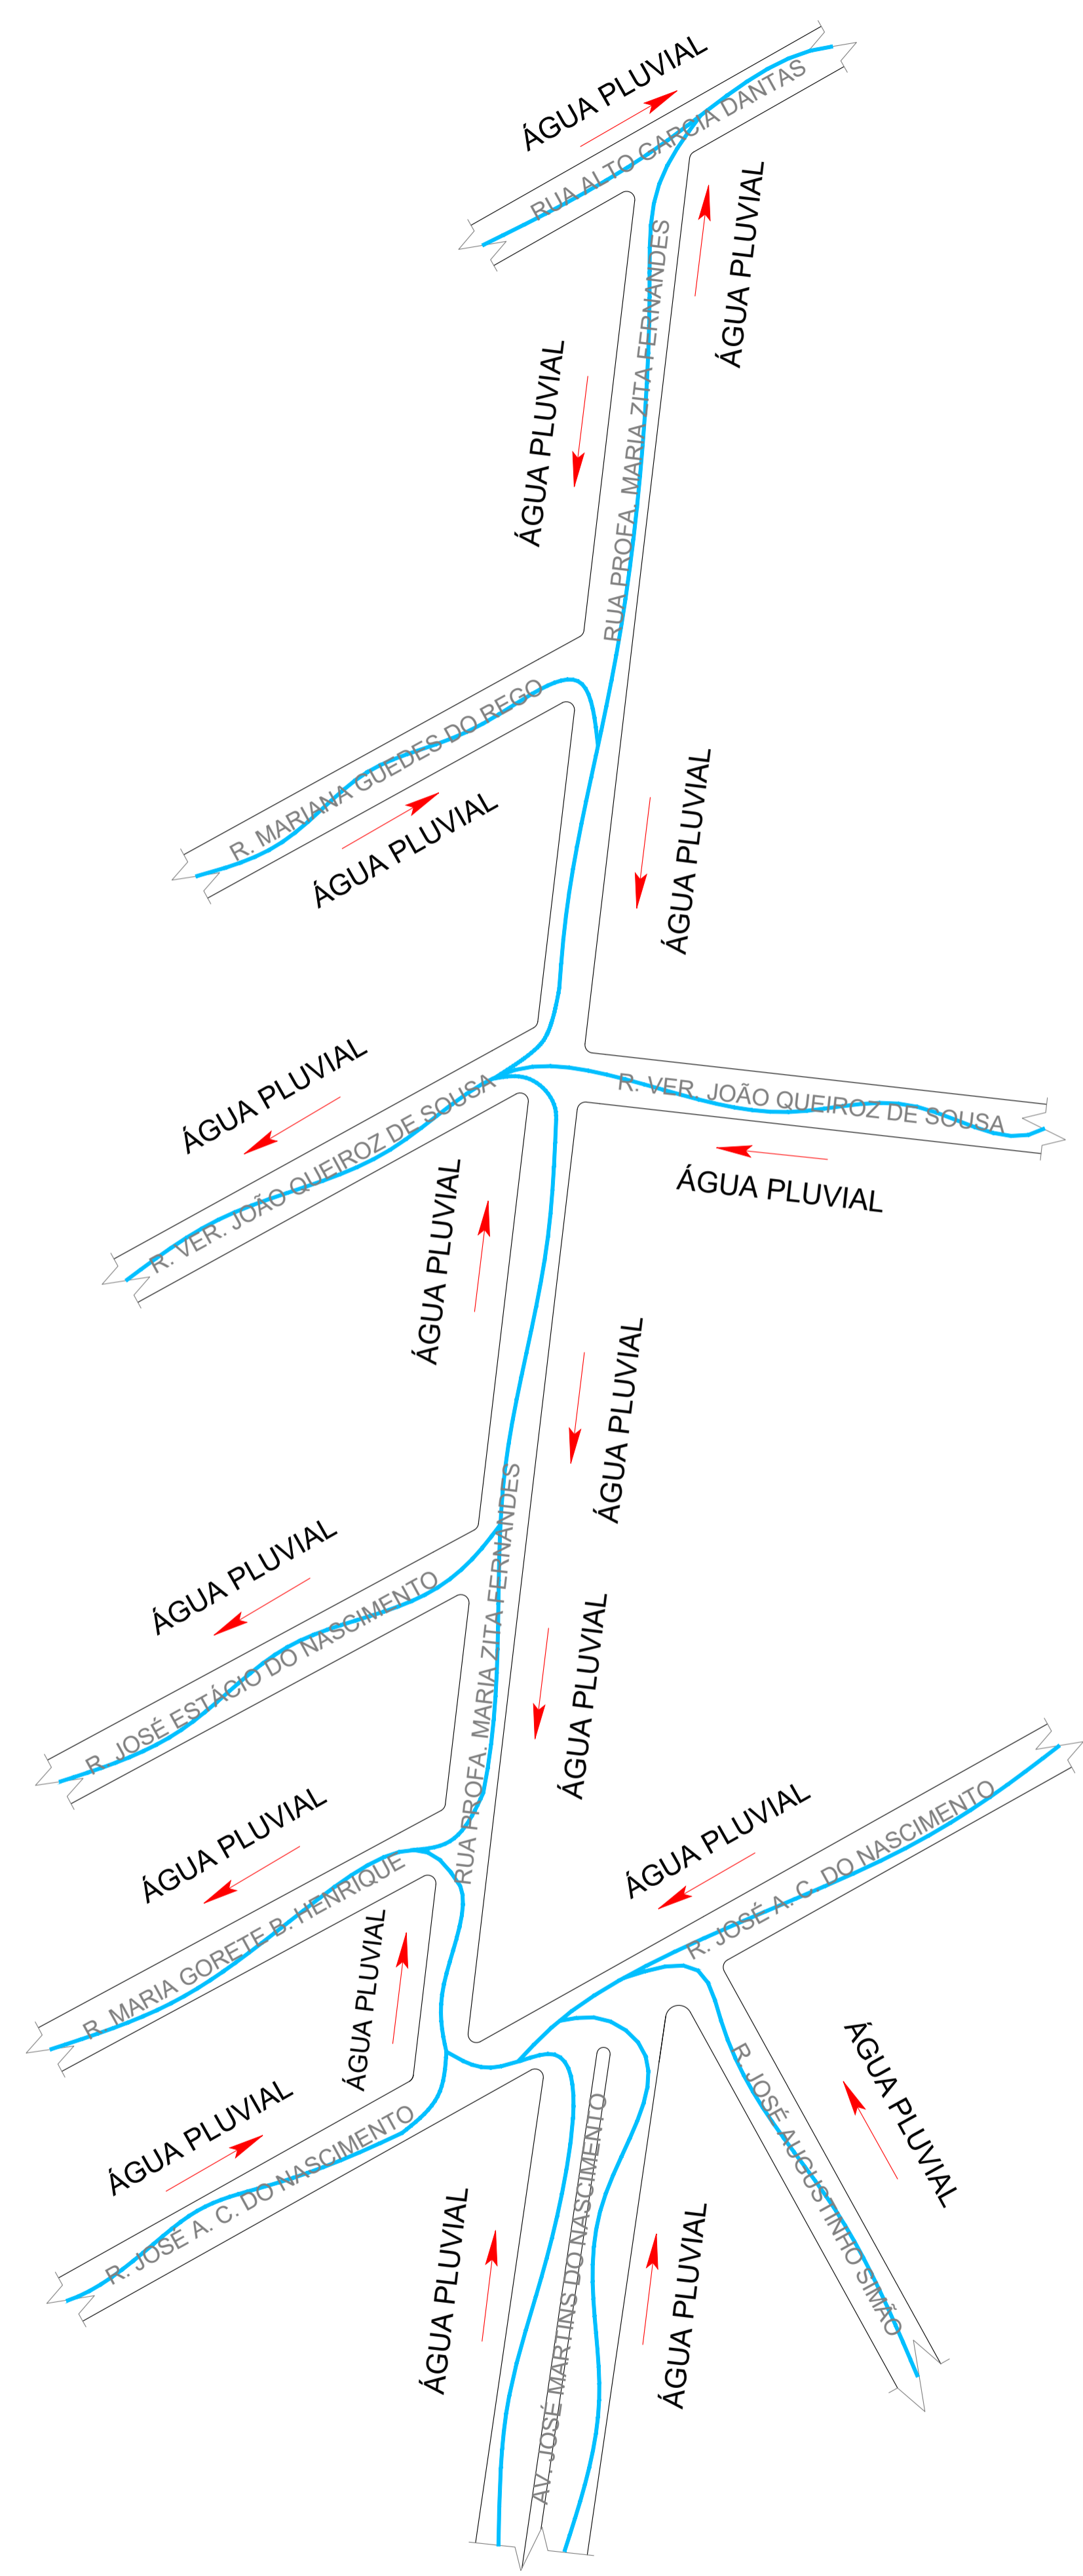 ÁGUA PLUVIAL
RUA ALTO GARCIA DANTAS
ÁGUA PLUVIAL
RUA PROFA. MARIA ZITA FERNANDES
ÁGUA PLUVIAL
R. MARIANA GUEDES DO REGO
ÁGUA PLUVIAL
ÁGUA PLUVIAL
ÁGUA PLUVIAL
R. VER. JOÃO QUEIROZ DE SOUSA
R. VER. JOÃO QUEIROZ DE SOUSA
ÁGUA PLUVIAL
ÁGUA PLUVIAL
ÁGUA PLUVIAL
RUA PROFA. MARIA ZITA FERNANDES
ÁGUA PLUVIAL
R. JOSÉ ESTÁCIO DO NASCIMENTO
ÁGUA PLUVIAL
ÁGUA PLUVIAL
R. MARIA GORETE B. HENRIQUE
ÁGUA PLUVIAL
R. JOSÉ A. C. DO NASCIMENTO
ÁGUA PLUVIAL
ÁGUA PLUVIAL
R. JOSÉ AUGUSTINHO SIMÃO
ÁGUA PLUVIAL
R. JOSÉ A. C. DO NASCIMENTO
ÁGUA PLUVIAL
AV. JOSÉ MARTINS DO NASCIMENTO
ÁGUA PLUVIAL